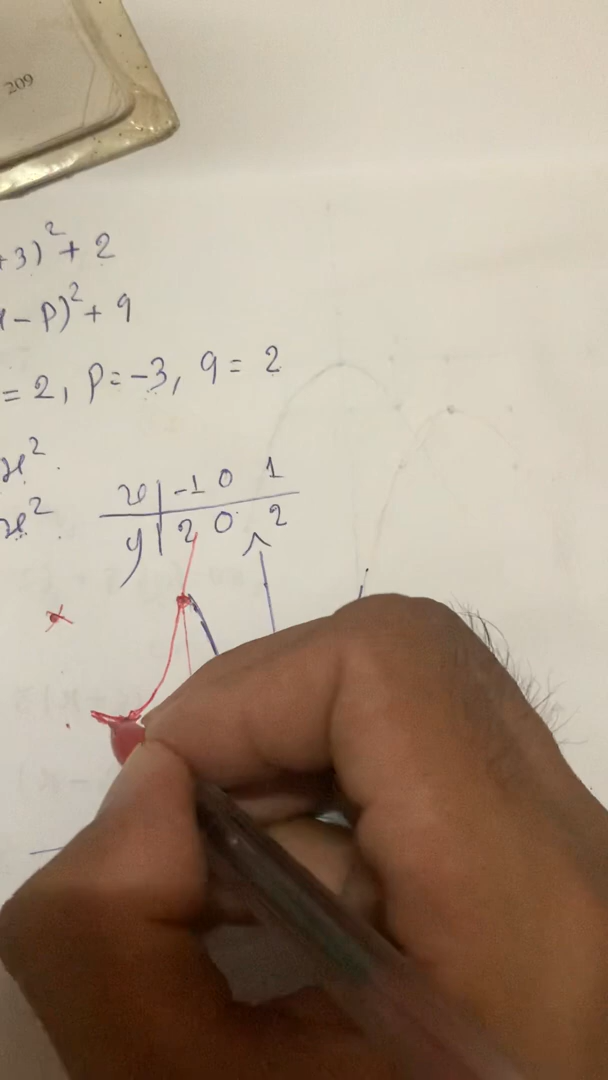 209
+3)² + 2
- P)² + q
= 2, P = -3, q = 2
x².
x².
x | -1 0 1
y | 2 0 2